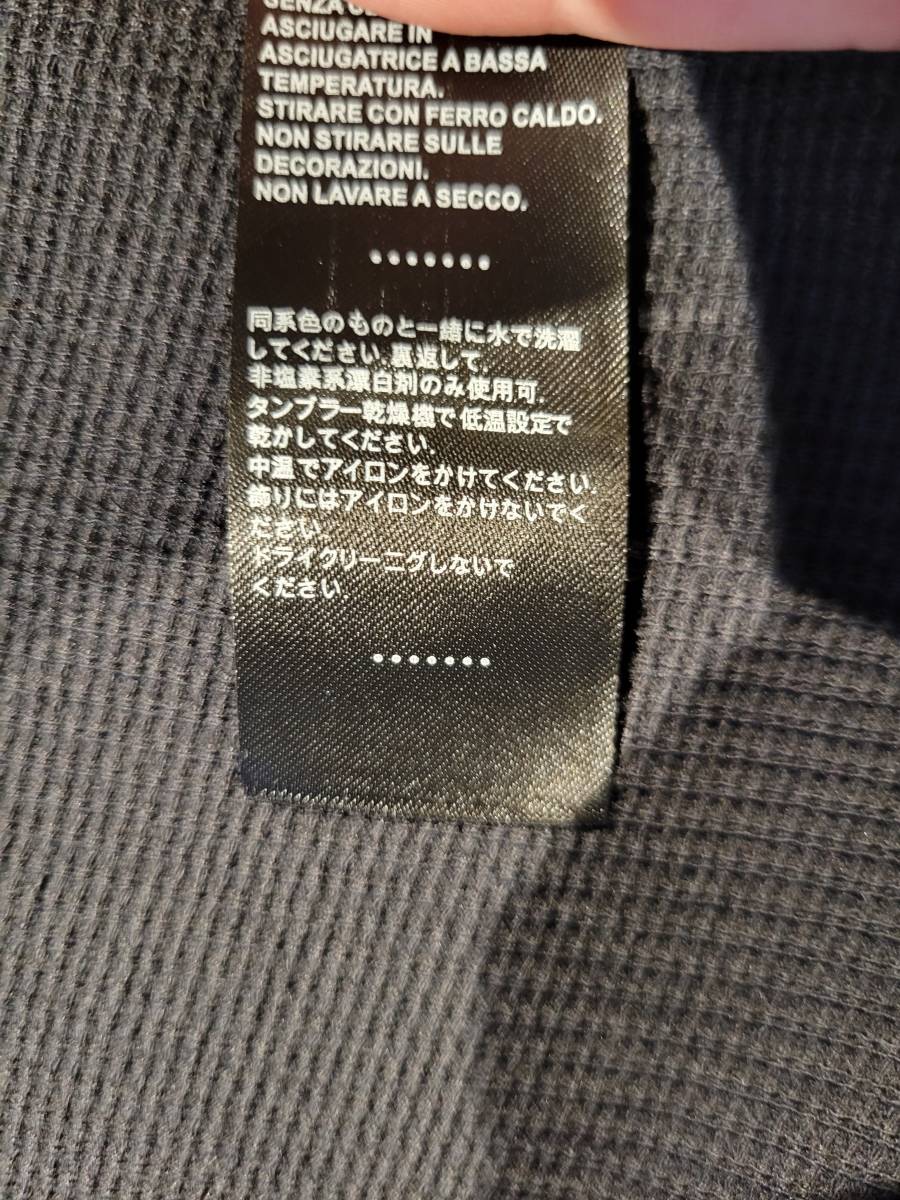 SENZA
ASCIUGARE IN
ASCIUGATRICE A BASSA
TEMPERATURA.
STIRARE CON FERRO CALDO.
NON STIRARE SULLE
DECORAZIONI.
NON LAVARE A SECCO.
•••••••
同系色のものと一緒に水で洗濯
してください.裏返して.
非塩素系漂白剤のみ使用可.
タンブラー乾燥機で低温設定で
乾かしてください.
中温でアイロンをかけてください.
飾りにはアイロンをかけないでく
ださい.
ドライクリーニングしないで
ください
•••••••